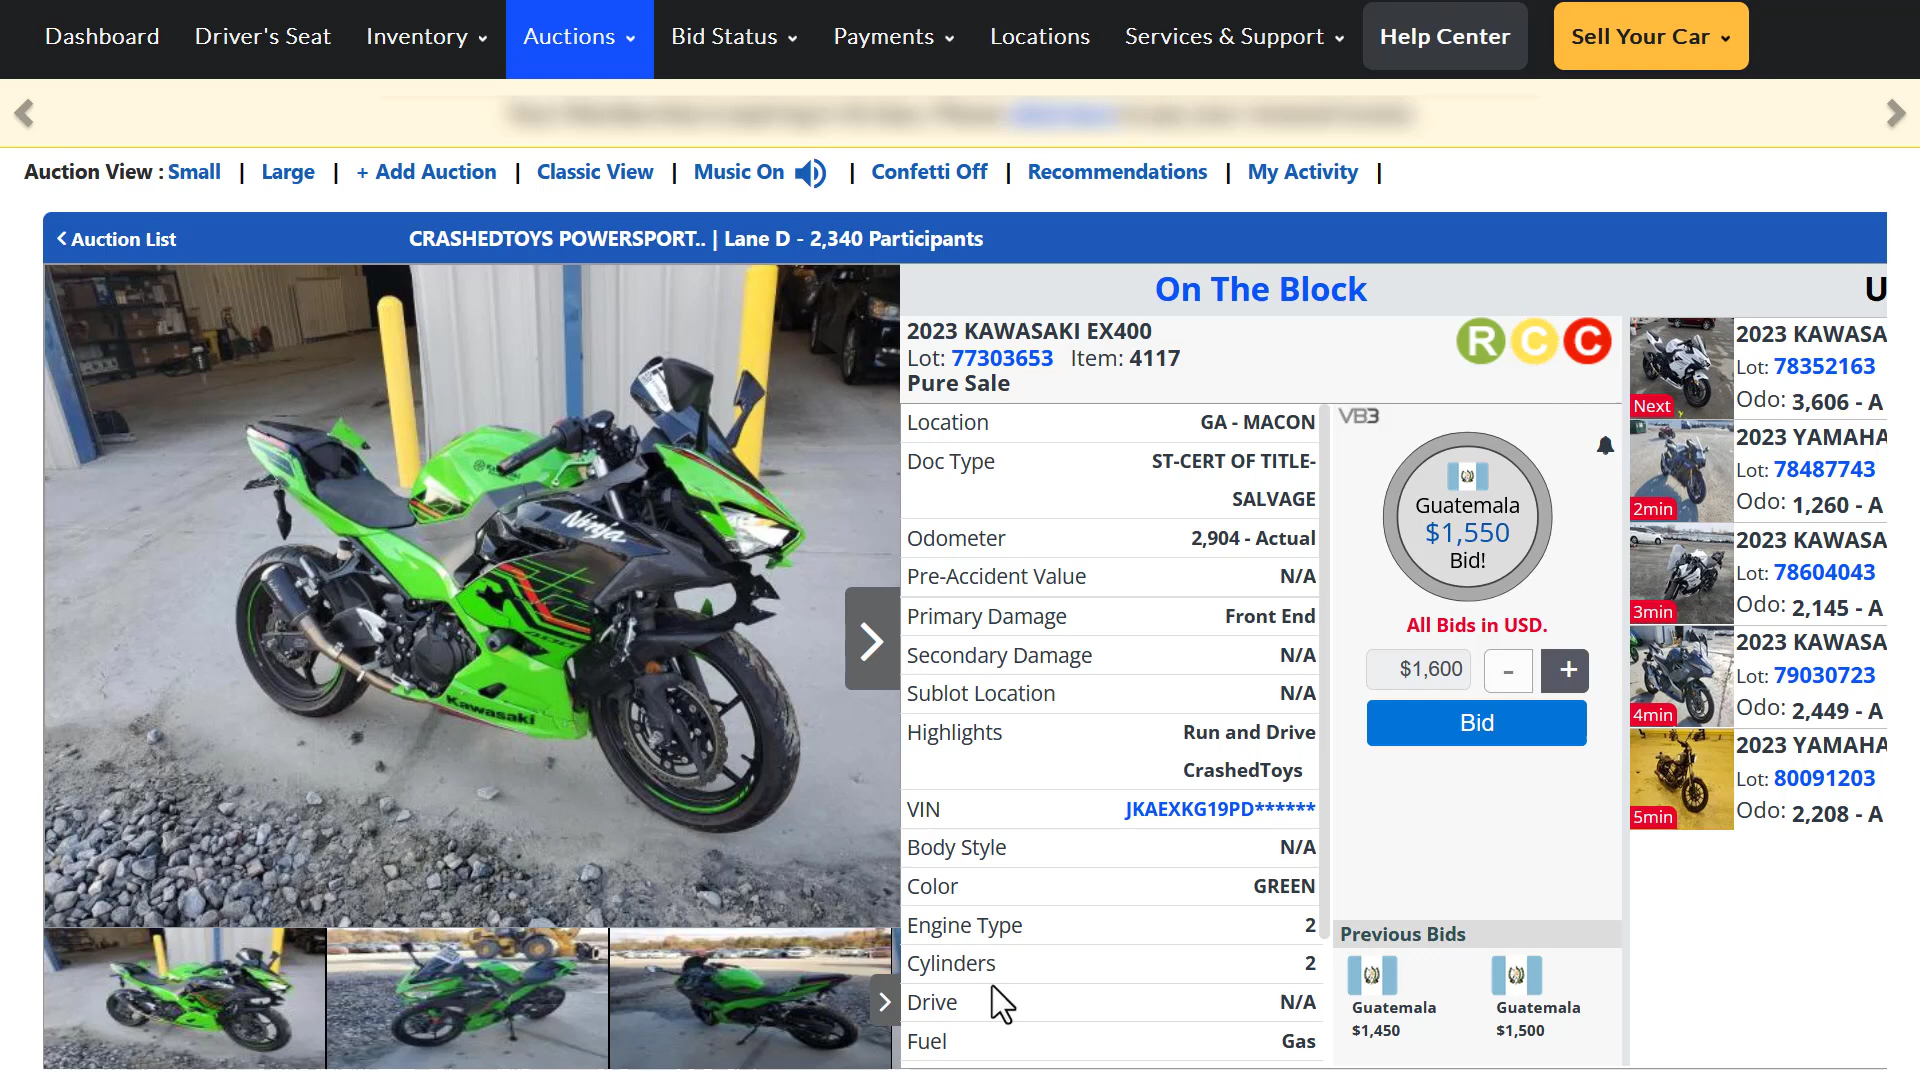 Dashboard Driver's Seat Inventory Auctions Bid Status Payments Locations Services & Support Help Center Sell Your Car
Auction View : Small | Large | + Add Auction | Classic View | Music On | Confetti Off | Recommendations | My Activity |
Auction List CRASHEDTOYS POWERSPORT.. | Lane D - 2,340 Participants
On The Block
U
2023 KAWASAKI EX400
Lot: 77303653 Item: 4117
Pure Sale
R C C
Location GA - MACON
Doc Type ST-CERT OF TITLE-
SALVAGE
Odometer 2,904 - Actual
Pre-Accident Value N/A
Primary Damage Front End
Secondary Damage N/A
Sublot Location N/A
Highlights Run and Drive
CrashedToys
VIN JKAEXKG19PD******
Body Style N/A
Color GREEN
Engine Type 2
Cylinders 2
Drive N/A
Fuel Gas
VB3
Guatemala
$1,550
Bid!
All Bids in USD.
$1,600 - +
Bid
Previous Bids
Guatemala
$1,450
Guatemala
$1,500
2023 KAWASA
Lot: 78352163
Next Odo: 3,606 - A
2023 YAMAHA
Lot: 78487743
2min Odo: 1,260 - A
2023 KAWASA
Lot: 78604043
3min Odo: 2,145 - A
2023 KAWASA
Lot: 79030723
4min Odo: 2,449 - A
2023 YAMAHA
Lot: 80091203
5min Odo: 2,208 - A
Ninja
Kawasaki